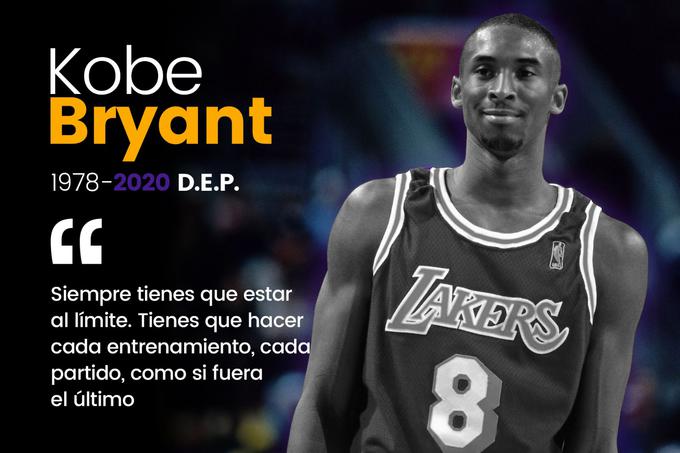 Kobe
Bryant
1978-2020 D.E.P.
“
Siempre tienes que estar
al límite. Tienes que hacer
cada entrenamiento, cada
partido, como si fuera
el último
LAKERS
8